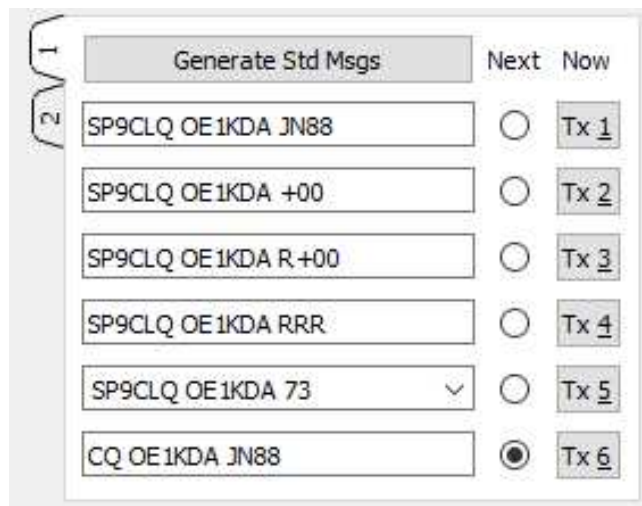 1
Generate Std Msgs Next Now
2
SP9CLQ OE1KDA JN88 Tx 1
SP9CLQ OE1KDA +00 Tx 2
SP9CLQ OE1KDA R+00 Tx 3
SP9CLQ OE1KDA RRR Tx 4
SP9CLQ OE1KDA 73 Tx 5
CQ OE1KDA JN88 Tx 6